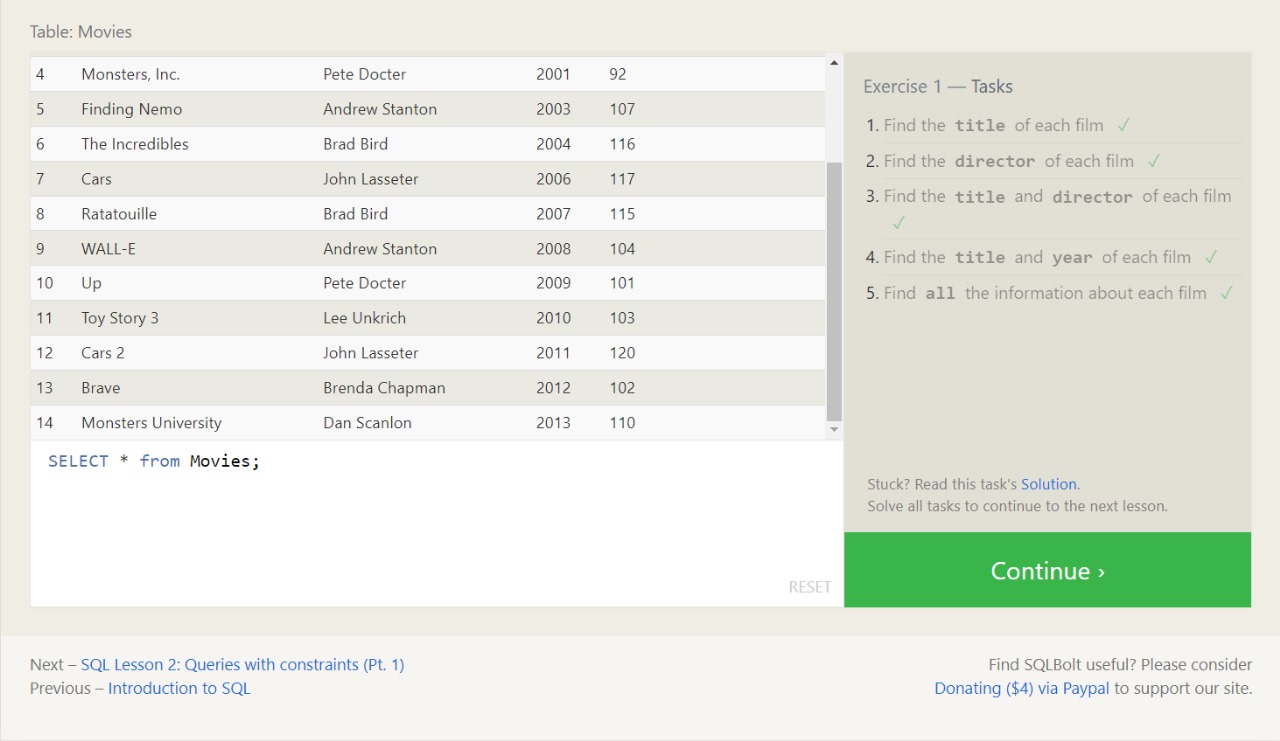 Table: Movies
4 Monsters, Inc. Pete Docter 2001 92
5 Finding Nemo Andrew Stanton 2003 107
6 The Incredibles Brad Bird 2004 116
7 Cars John Lasseter 2006 117
8 Ratatouille Brad Bird 2007 115
9 WALL-E Andrew Stanton 2008 104
10 Up Pete Docter 2009 101
11 Toy Story 3 Lee Unkrich 2010 103
12 Cars 2 John Lasseter 2011 120
13 Brave Brenda Chapman 2012 102
14 Monsters University Dan Scanlon 2013 110
SELECT * from Movies;
RESET
Exercise 1 — Tasks
1. Find the title of each film ✓
2. Find the director of each film ✓
3. Find the title and director of each film
✓
4. Find the title and year of each film ✓
5. Find all the information about each film ✓
Stuck? Read this task's Solution.
Solve all tasks to continue to the next lesson.
Continue ›
Next – SQL Lesson 2: Queries with constraints (Pt. 1)
Previous – Introduction to SQL
Find SQLBolt useful? Please consider
Donating ($4) via Paypal to support our site.